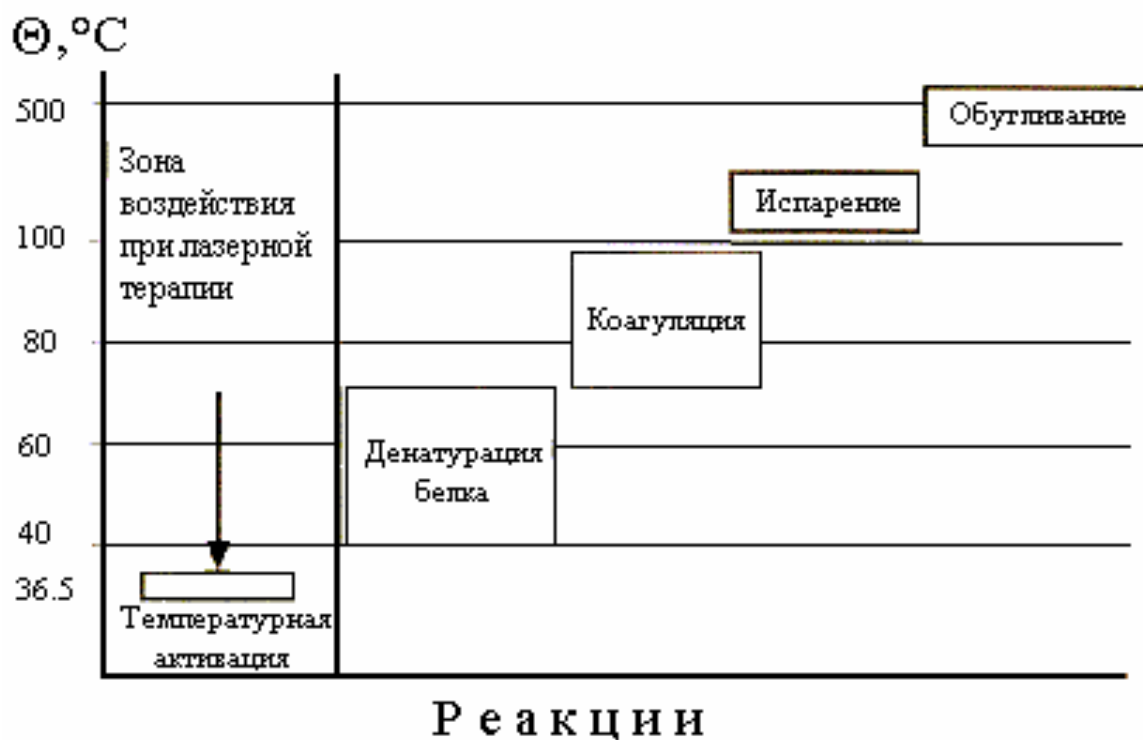 Θ,°C
500
Обутливание
Зона
воздействия
при лазерной
терапии
Испарение
100
Коагуляция
80
60
Денатурация
белка
40
36.5
Температурная
активация
Реакции